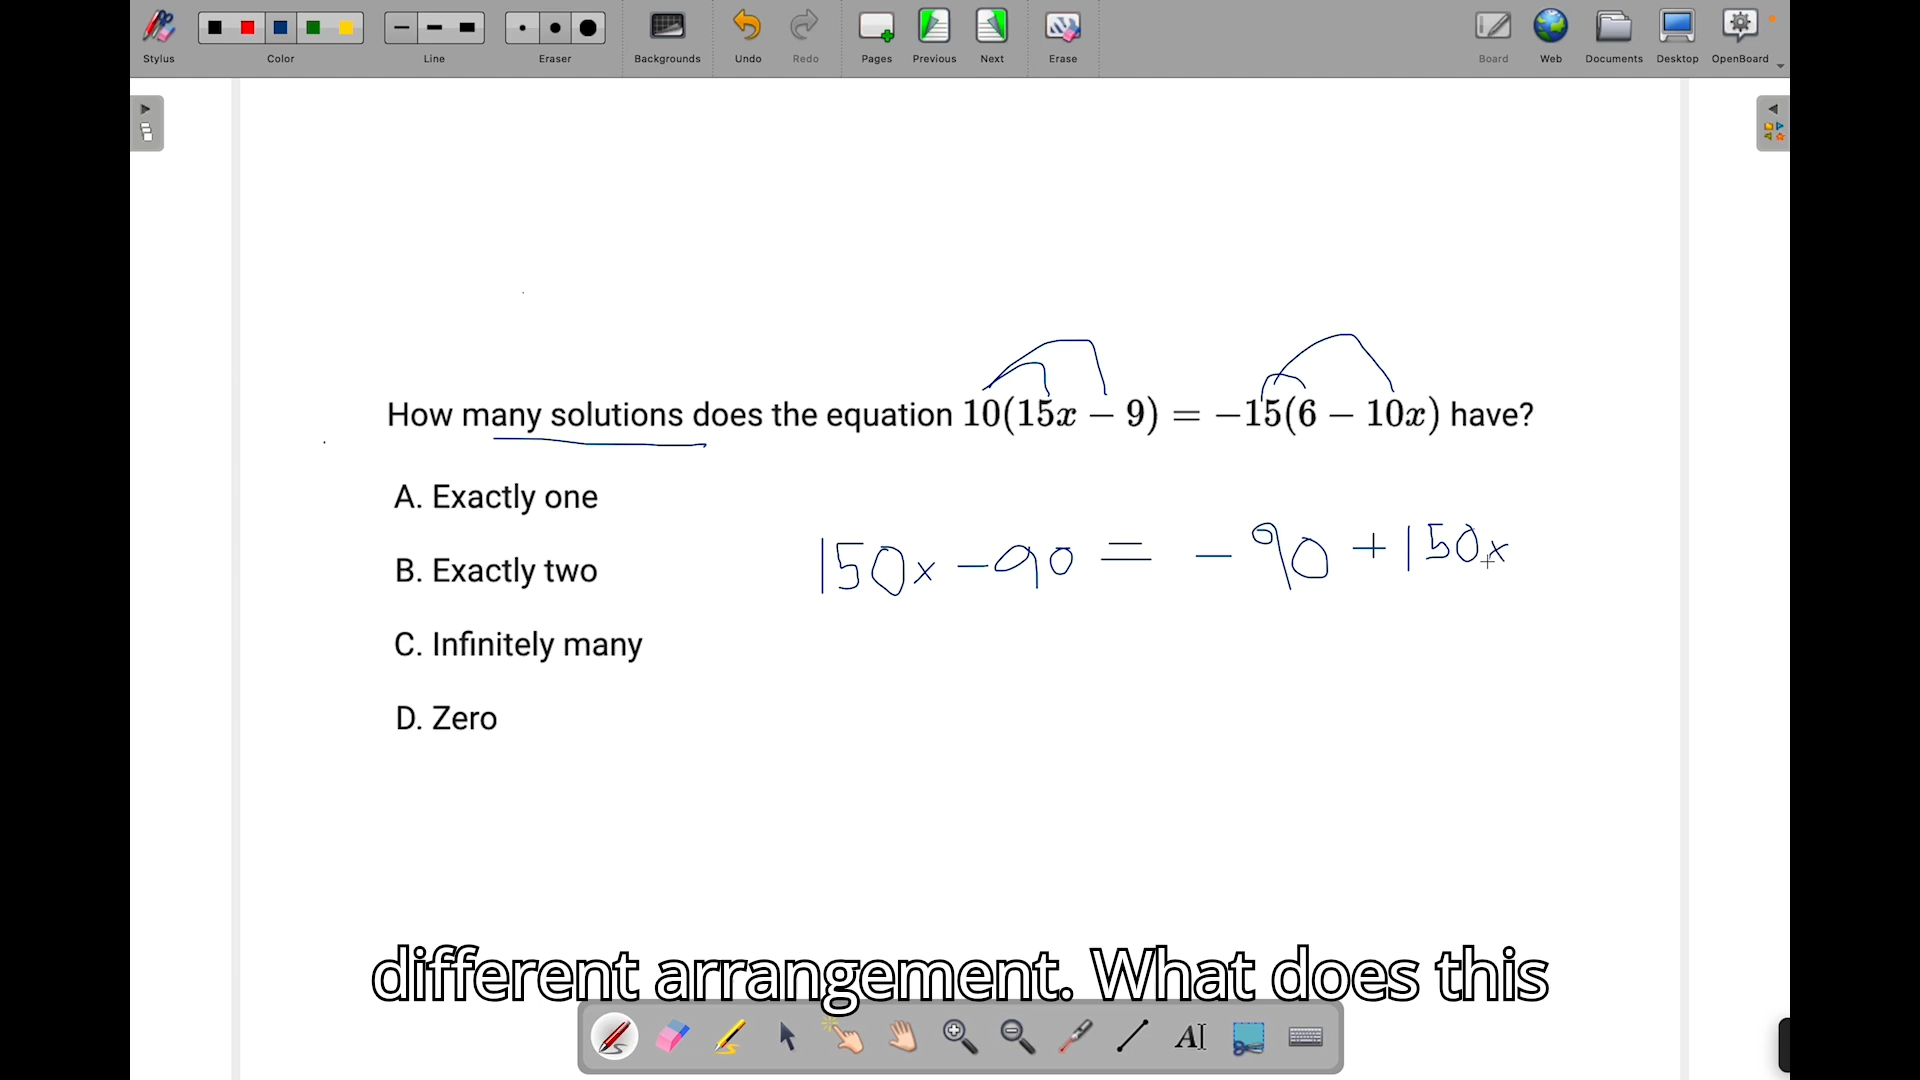 Stylus Color Line Eraser Backgrounds Undo Redo Pages Previous Next Erase Board Web Documents Desktop OpenBoard
How many solutions does the equation 10(15x − 9) = −15(6 − 10x) have?
A. Exactly one
150x − 90 = − 90 + 150x
B. Exactly two
C. Infinitely many
D. Zero
different arrangement. What does this